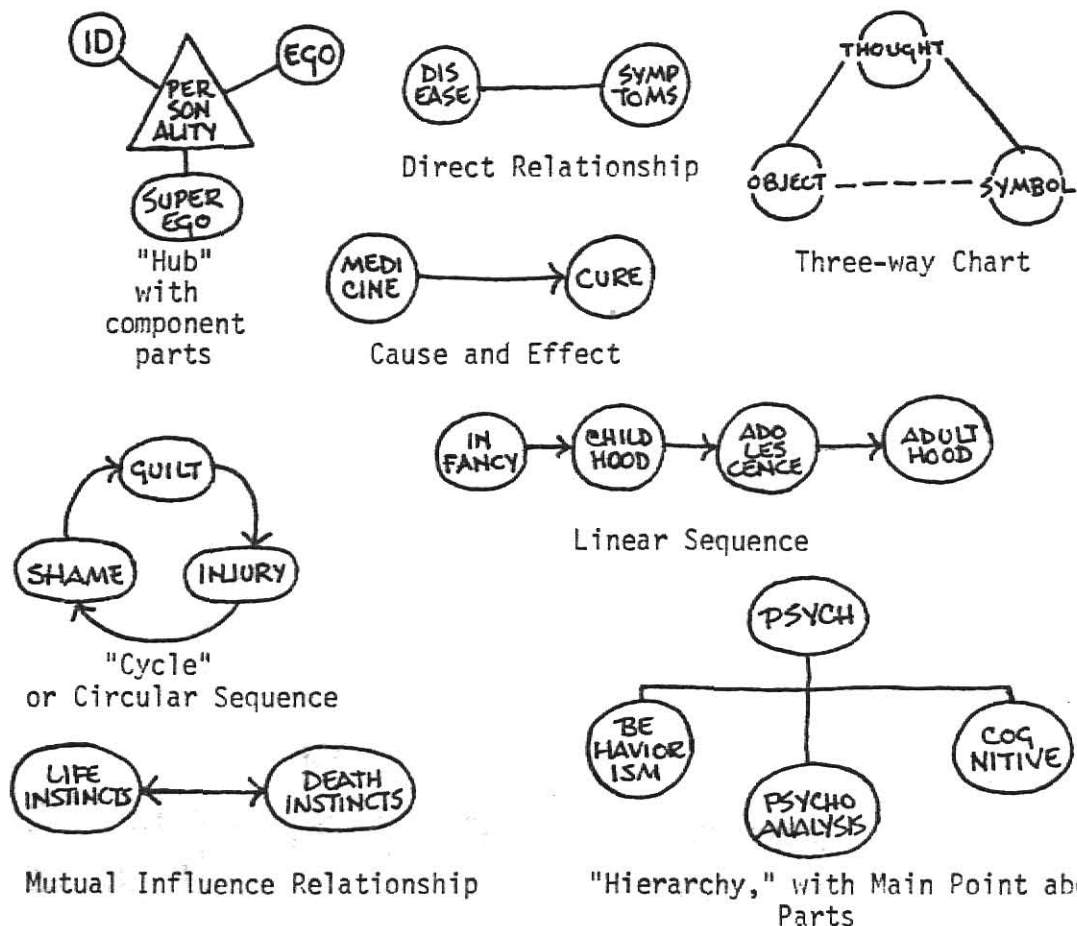 ID
EGO
PER
SON
ALITY
SUPER
EGO
"Hub"
with
component
parts
DIS
EASE
SYMP
TOMS
Direct Relationship
THOUGHT
OBJECT
SYMBOL
Three-way Chart
MEDI
CINE
CURE
Cause and Effect
IN
FANCY
CHILD
HOOD
ADO
LES
CENCE
ADULT
HOOD
Linear Sequence
GUILT
SHAME
INJURY
"Cycle"
or Circular Sequence
PSYCH
BE
HAVIOR
ISM
PSYCHO
ANALYSIS
COG
NITIVE
"Hierarchy," with Main Point
Parts
LIFE
INSTINCTS
DEATH
INSTINCTS
Mutual Influence Relationship